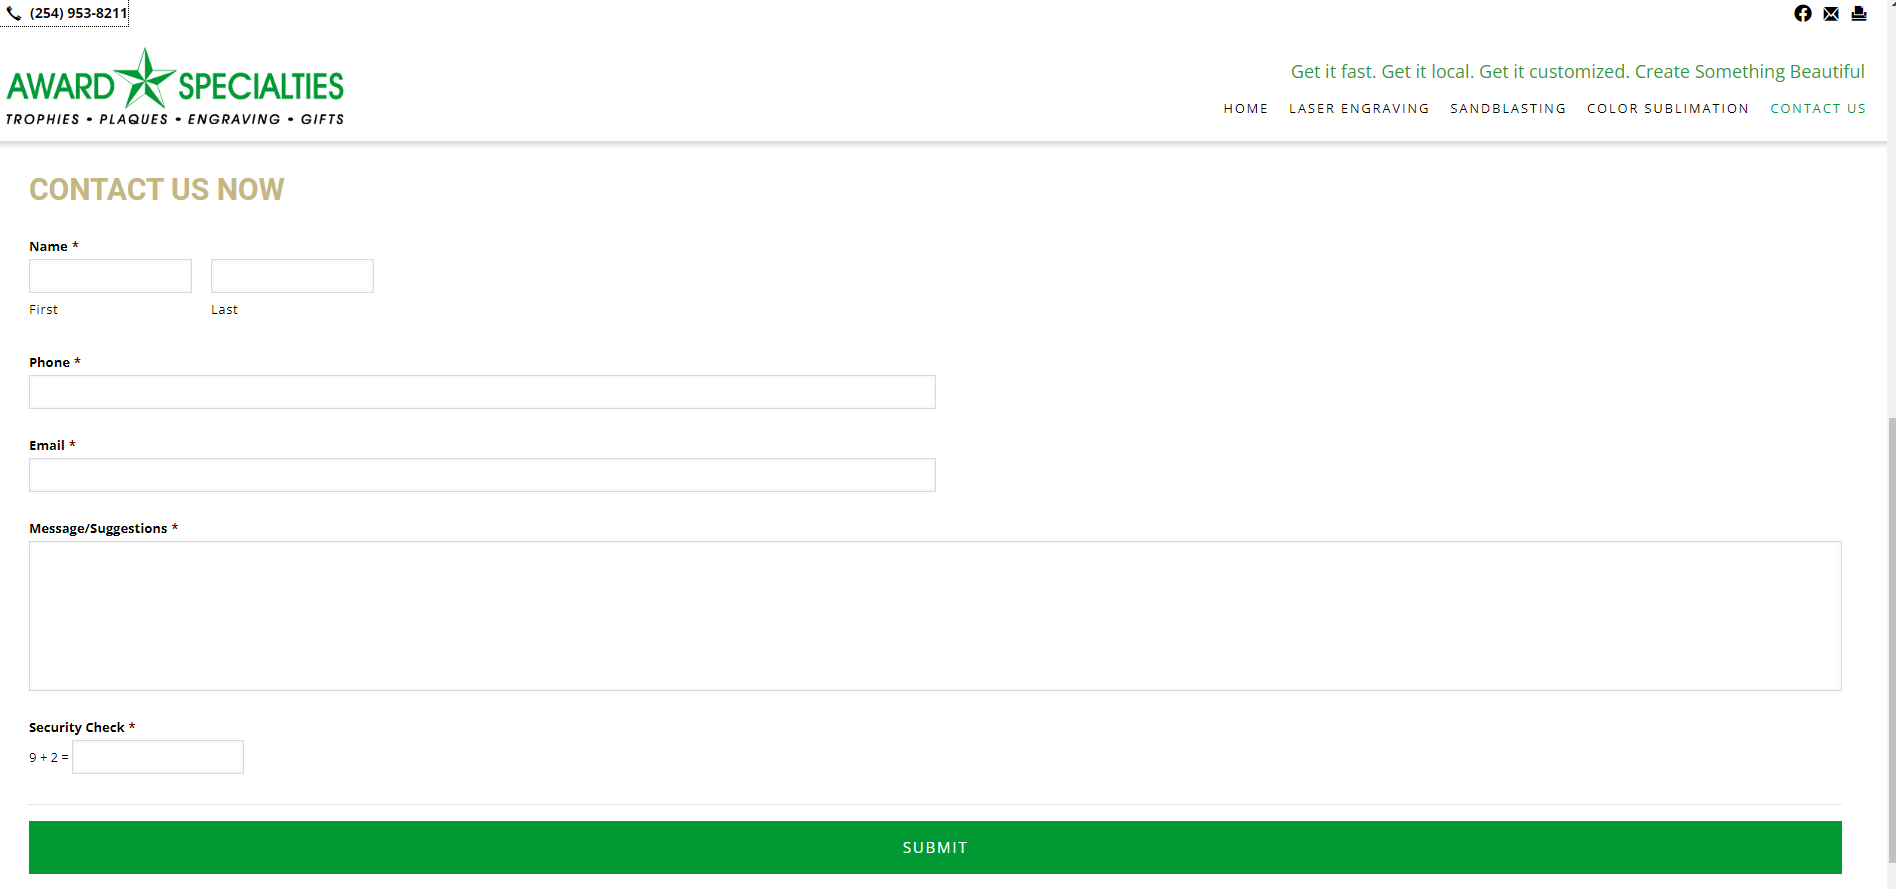 (254) 953-8211
AWARD SPECIALTIES
TROPHIES • PLAQUES • ENGRAVING • GIFTS
Get it fast. Get it local. Get it customized. Create Something Beautiful
HOME LASER ENGRAVING SANDBLASTING COLOR SUBLIMATION CONTACT US
CONTACT US NOW
Name *
First Last
Phone *
Email *
Message/Suggestions *
Security Check *
9 + 2 =
SUBMIT